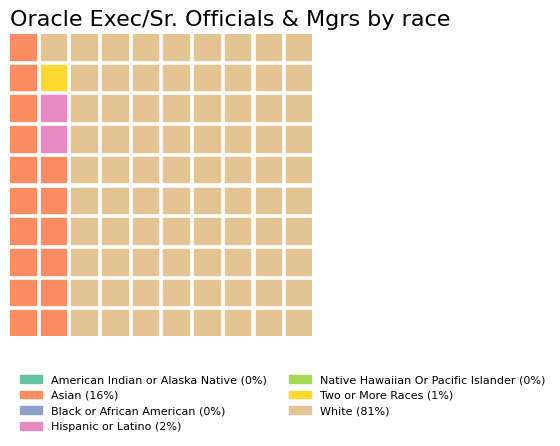 Oracle Exec/Sr. Officials & Mgrs by race
American Indian or Alaska Native (0%)
Asian (16%)
Black or African American (0%)
Hispanic or Latino (2%)
Native Hawaiian Or Pacific Islander (0%)
Two or More Races (1%)
White (81%)